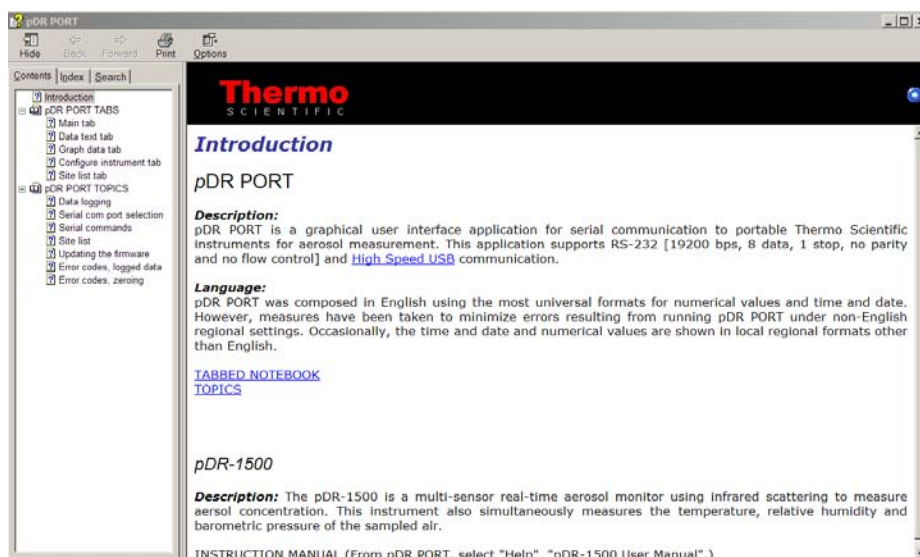 pDR PORT
Hide Back Forward Print Options
Contents Index Search
Introduction
pDR PORT TABS
Main tab
Data text tab
Graph data tab
Configure instrument tab
Site list tab
pDR PORT TOPICS
Data logging
Serial com port selection
Serial commands
Site list
Updating the firmware
Error codes, logged data
Error codes, zeroing
Thermo
SCIENTIFIC
Introduction
pDR PORT
Description:
pDR PORT is a graphical user interface application for serial communication to portable Thermo Scientific
instruments for aerosol measurement. This application supports RS-232 [19200 bps, 8 data, 1 stop, no parity
and no flow control] and High Speed USB communication.
Language:
pDR PORT was composed in English using the most universal formats for numerical values and time and date.
However, measures have been taken to minimize errors resulting from running pDR PORT under non-English
regional settings. Occasionally, the time and date and numerical values are shown in local regional formats other
than English.
TABBED NOTEBOOK
TOPICS
pDR-1500
Description: The pDR-1500 is a multi-sensor real-time aerosol monitor using infrared scattering to measure
aersol concentration. This instrument also simultaneously measures the temperature, relative humidity and
barometric pressure of the sampled air.
INSTRUCTION MANUAL (From pDR PORT, select "Help", "pDR-1500 User Manual".)